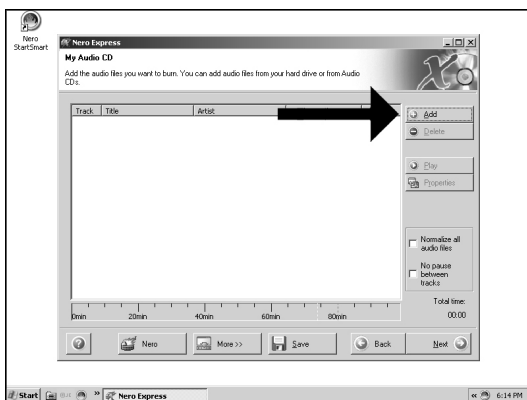 Nero
StartSmart
Nero Express
My Audio CD
Add the audio files you want to burn. You can add audio files from your hard drive or from Audio
CDs.
Track Title Artist
Add
Delete
Play
Properties
Normalize all
audio files
No pause
between
tracks
Total time:
00:00
0min 20min 40min 60min 80min
Nero More >> Save Back Next
Start Nero Express 6:14 PM